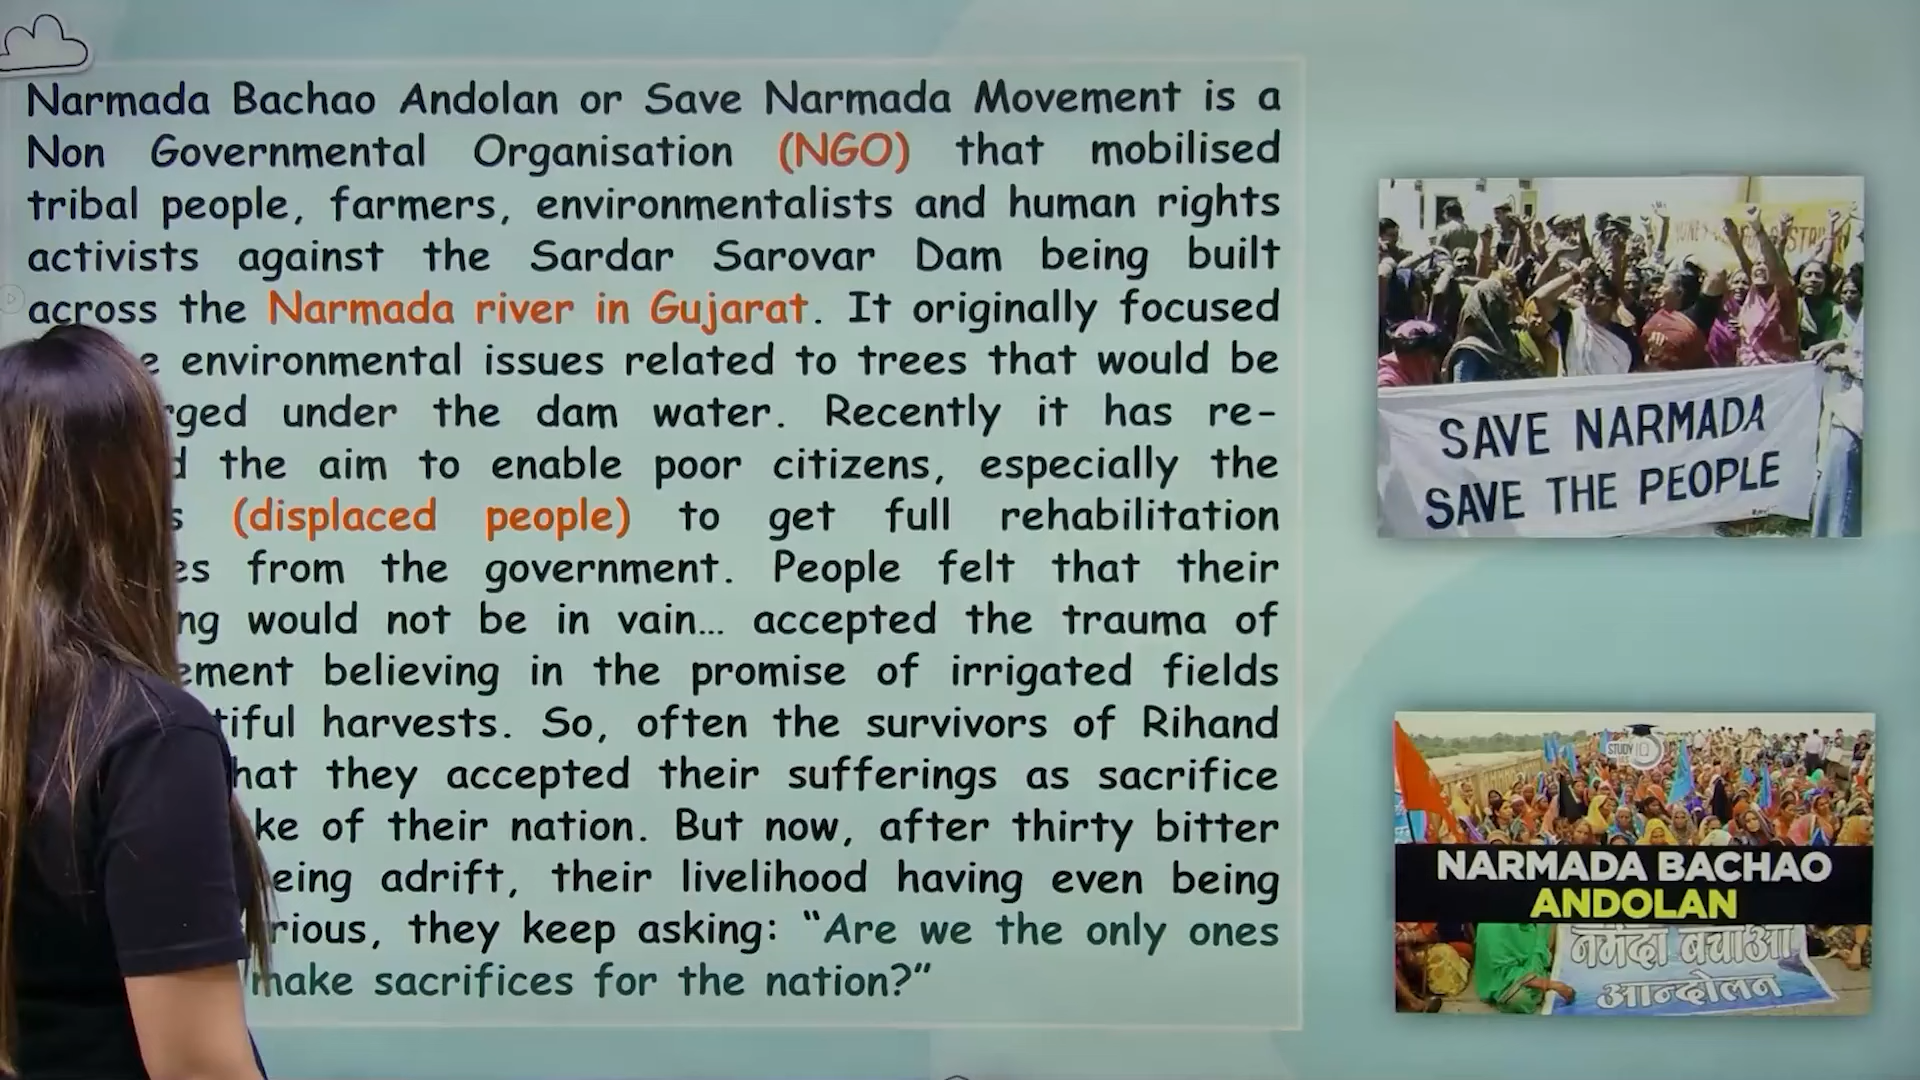 Narmada Bachao Andolan or Save Narmada Movement is a
Non Governmental Organisation (NGO) that mobilised
tribal people, farmers, environmentalists and human rights
activists against the Sardar Sarovar Dam being built
across the Narmada river in Gujarat. It originally focused
environmental issues related to trees that would be
under the dam water. Recently it has re-
the aim to enable poor citizens, especially the
(displaced people) to get full rehabilitation
from the government. People felt that their
would not be in vain... accepted the trauma of
believing in the promise of irrigated fields
harvests. So, often the survivors of Rihand
they accepted their sufferings as sacrifice
of their nation. But now, after thirty bitter
adrift, their livelihood having even being
they keep asking: “Are we the only ones
make sacrifices for the nation?”
SAVE NARMADA
SAVE THE PEOPLE
STUDY IQ
NARMADA BACHAO
ANDOLAN
नर्मदा बचाओ
आन्दोलन